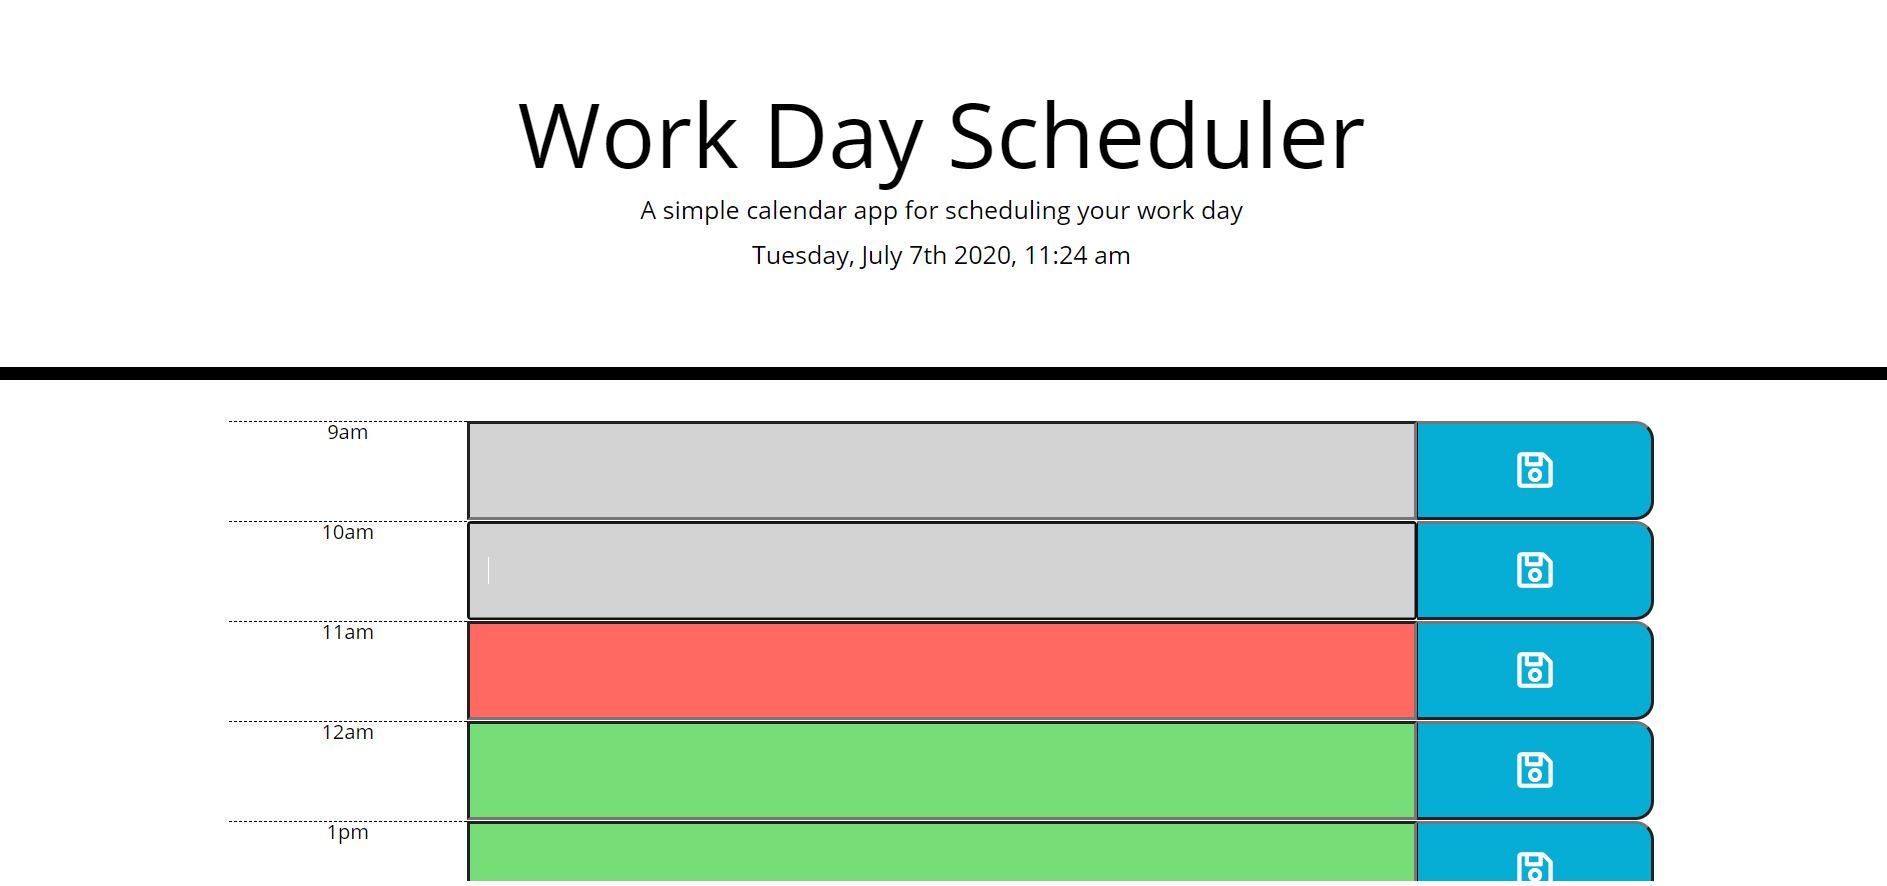 Work Day Scheduler
A simple calendar app for scheduling your work day
Tuesday, July 7th 2020, 11:24 am
9am
10am
11am
12am
1pm